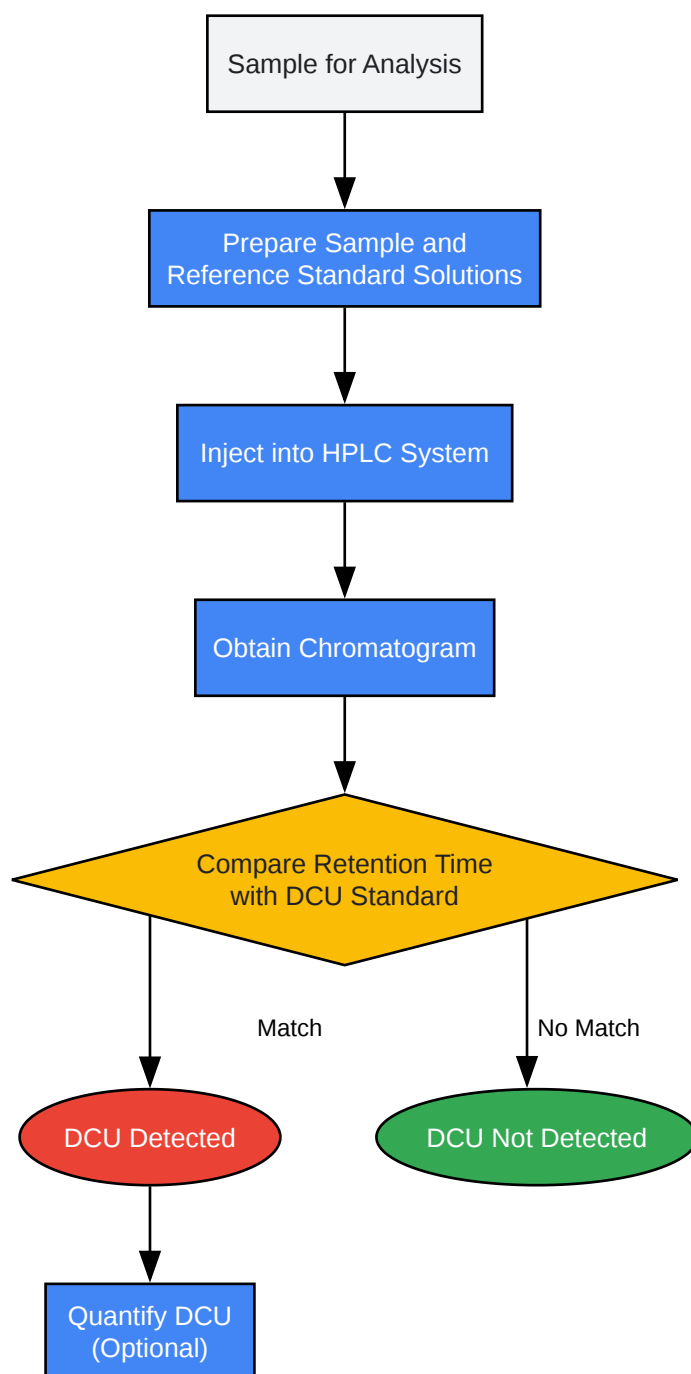 Sample for Analysis
Prepare Sample and
Reference Standard Solutions
Inject into HPLC System
Obtain Chromatogram
Compare Retention Time
with DCU Standard
Match
No Match
DCU Detected
DCU Not Detected
Quantify DCU
(Optional)